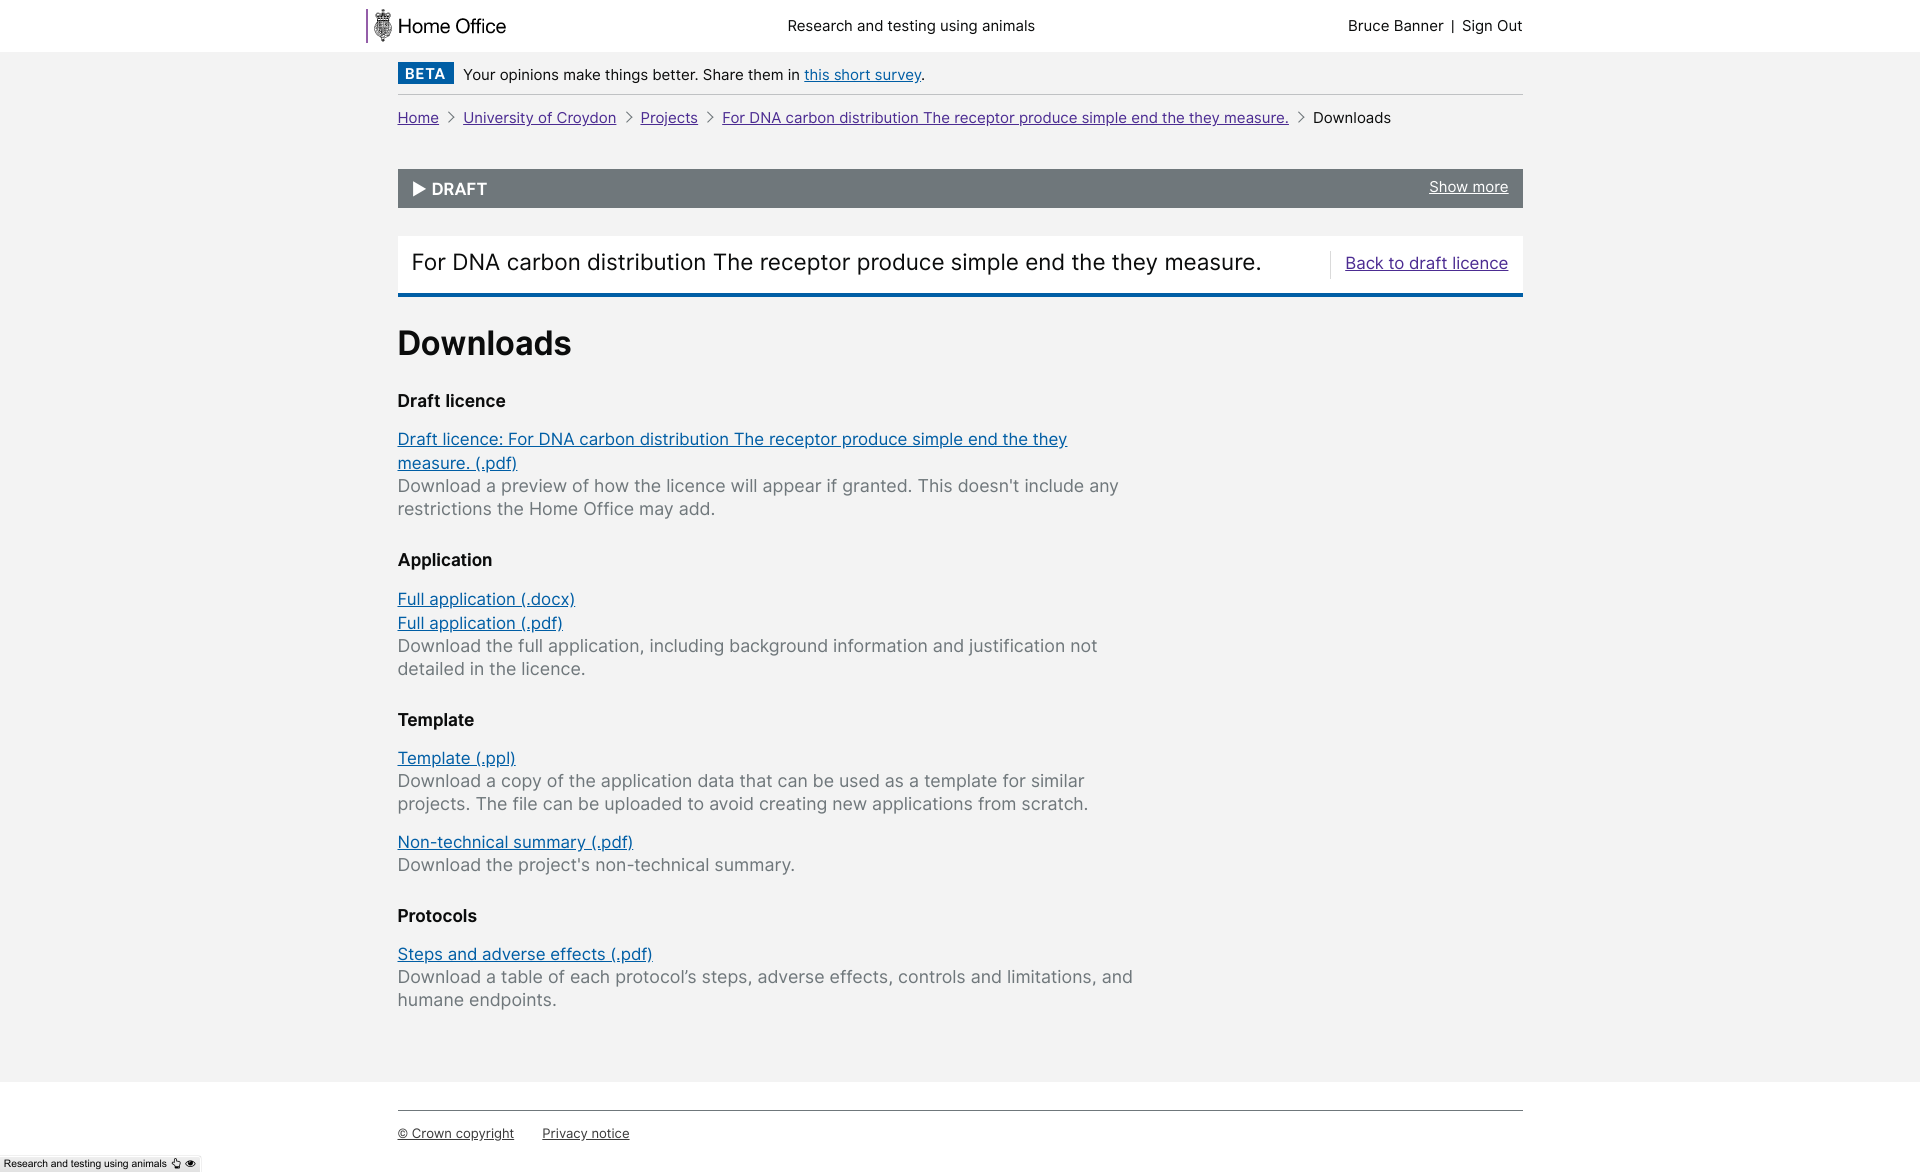 Home Office
Research and testing using animals
Bruce Banner | Sign Out
BETA Your opinions make things better. Share them in this short survey.
Home > University of Croydon > Projects > For DNA carbon distribution The receptor produce simple end the they measure. > Downloads
▶ DRAFT
Show more
For DNA carbon distribution The receptor produce simple end the they measure.
Back to draft licence
Downloads
Draft licence
Draft licence: For DNA carbon distribution The receptor produce simple end the they
measure. (.pdf)
Download a preview of how the licence will appear if granted. This doesn't include any
restrictions the Home Office may add.
Application
Full application (.docx)
Full application (.pdf)
Download the full application, including background information and justification not
detailed in the licence.
Template
Template (.ppl)
Download a copy of the application data that can be used as a template for similar
projects. The file can be uploaded to avoid creating new applications from scratch.
Non-technical summary (.pdf)
Download the project's non-technical summary.
Protocols
Steps and adverse effects (.pdf)
Download a table of each protocol’s steps, adverse effects, controls and limitations, and
humane endpoints.
© Crown copyright
Privacy notice
Research and testing using animals